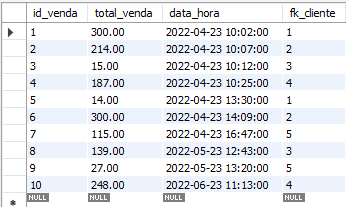 id_venda total_venda data_hora fk_cliente
1 300.00 2022-04-23 10:02:00 1
2 214.00 2022-04-23 10:07:00 2
3 15.00 2022-04-23 10:12:00 3
4 187.00 2022-04-23 10:25:00 4
5 14.00 2022-04-23 13:30:00 1
6 300.00 2022-04-23 14:09:00 2
7 115.00 2022-04-23 16:47:00 5
8 139.00 2022-05-23 12:43:00 3
9 27.00 2022-05-23 13:20:00 5
10 248.00 2022-06-23 11:13:00 4
NULL NULL NULL NULL